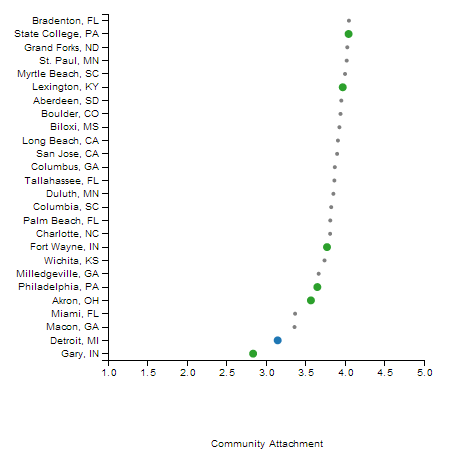 Bradenton, FL
State College, PA
Grand Forks, ND
St. Paul, MN
Myrtle Beach, SC
Lexington, KY
Aberdeen, SD
Boulder, CO
Biloxi, MS
Long Beach, CA
San Jose, CA
Columbus, GA
Tallahassee, FL
Duluth, MN
Columbia, SC
Palm Beach, FL
Charlotte, NC
Fort Wayne, IN
Wichita, KS
Milledgeville, GA
Philadelphia, PA
Akron, OH
Miami, FL
Macon, GA
Detroit, MI
Gary, IN
1.0 1.5 2.0 2.5 3.0 3.5 4.0 4.5 5.0
Community Attachment